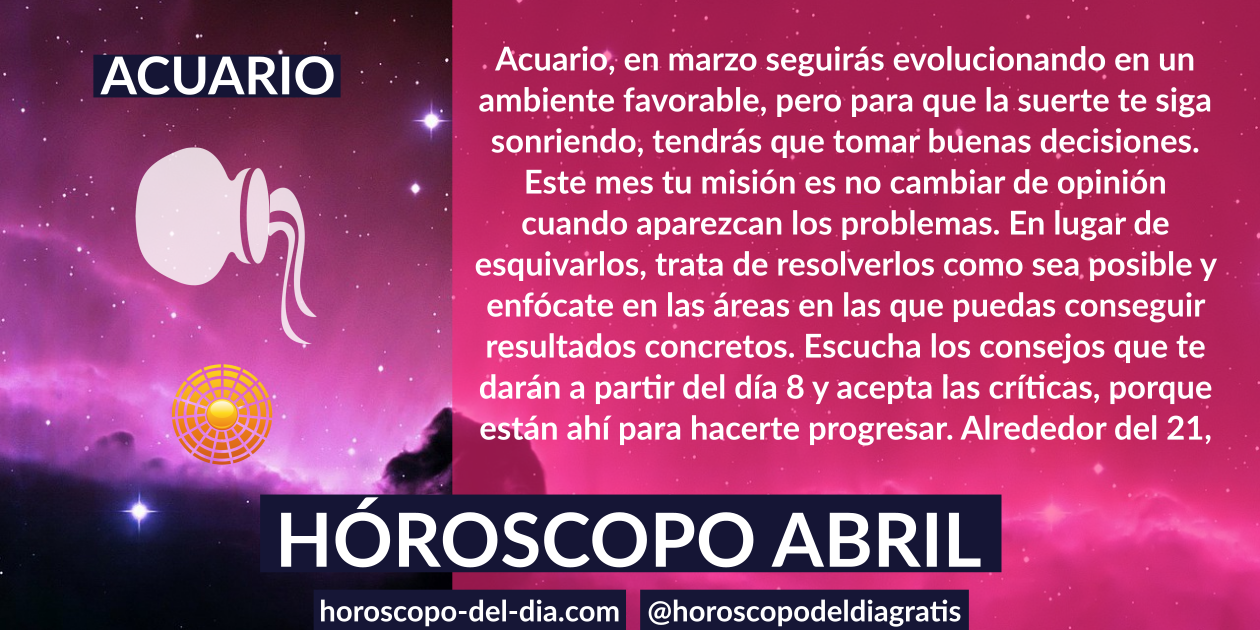 ACUARIO
Acuario, en marzo seguirás evolucionando en un
ambiente favorable, pero para que la suerte te siga
sonriendo, tendrás que tomar buenas decisiones.
Este mes tu misión es no cambiar de opinión
cuando aparezcan los problemas. En lugar de
esquivarlos, trata de resolverlos como sea posible y
enfócate en las áreas en las que puedas conseguir
resultados concretos. Escucha los consejos que te
darán a partir del día 8 y acepta las críticas, porque
están ahí para hacerte progresar. Alrededor del 21,
HÓROSCOPO ABRIL
horoscopo-del-dia.com
@horoscopodeldiagratis